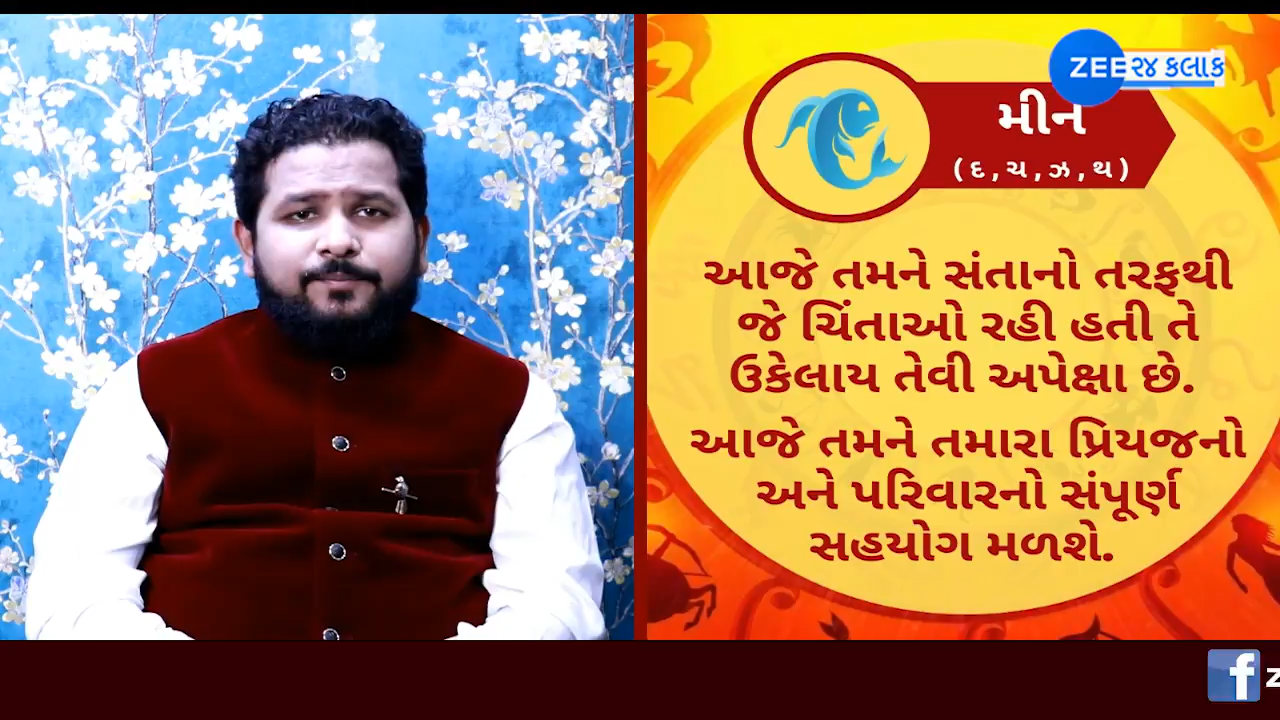 ZEE ૨૪ કલાક
મીન
( દ , ચ , ઝ , થ )
આજે તમને સંતાનો તરફથી
જે ચિંતાઓ રહી હતી તે
ઉકેલાય તેવી અપેક્ષા છે.
આજે તમને તમારા પ્રિયજનો
અને પરિવારનો સંપૂર્ણ
સહયોગ મળશે.
f z